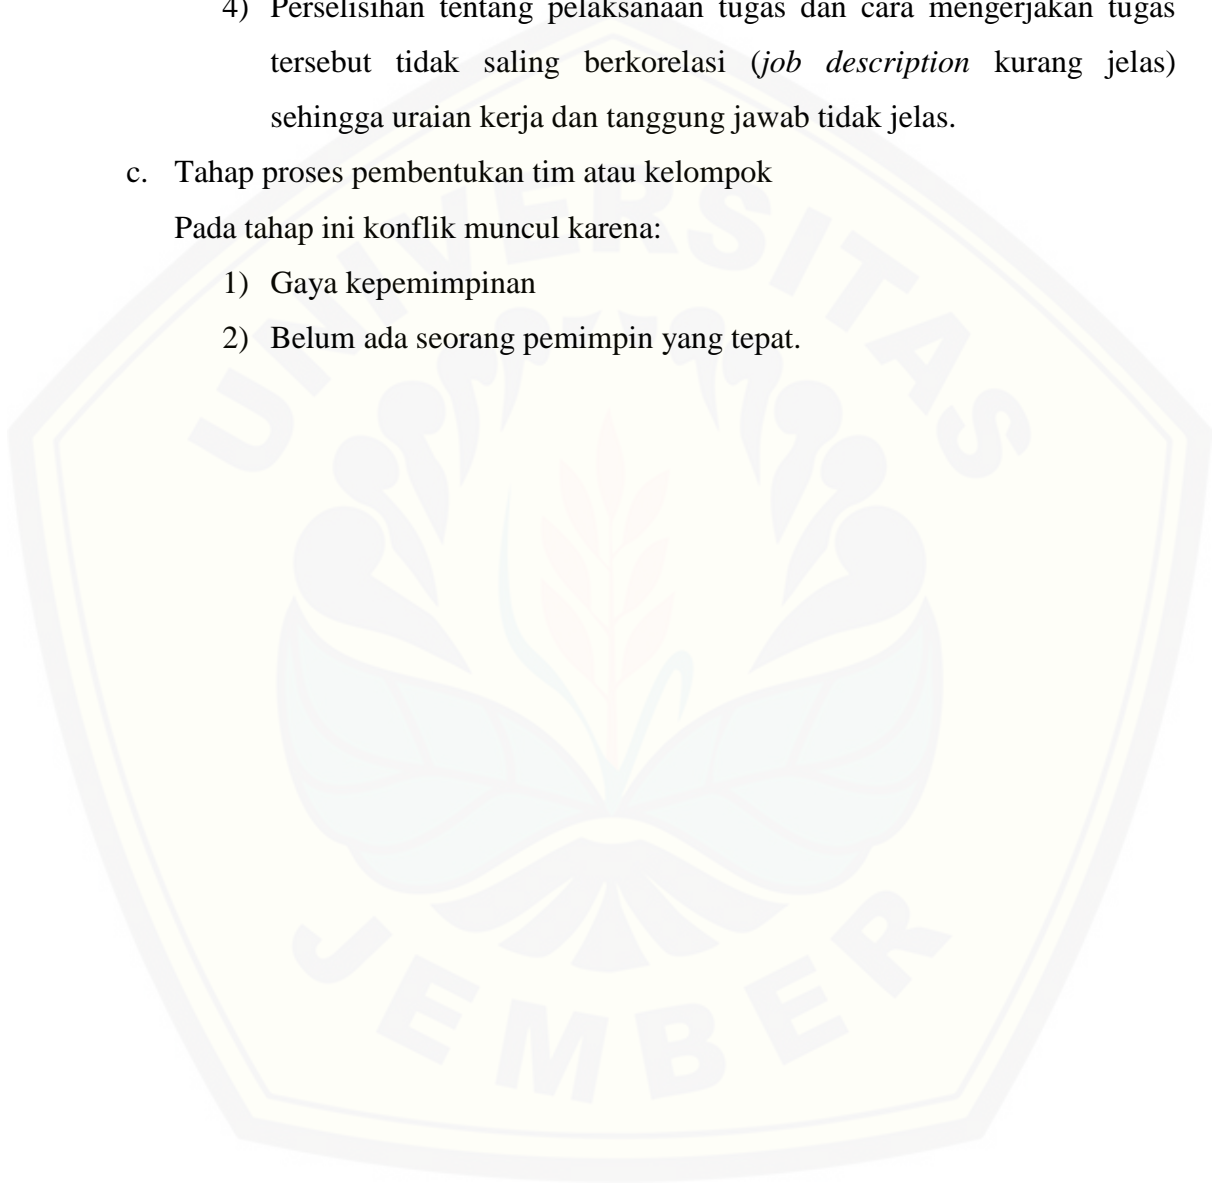 4) Perselisihan tentang pelaksanaan tugas dan cara mengerjakan tugas
tersebut tidak saling berkorelasi (job description kurang jelas)
sehingga uraian kerja dan tanggung jawab tidak jelas.
c. Tahap proses pembentukan tim atau kelompok
Pada tahap ini konflik muncul karena:
1) Gaya kepemimpinan
2) Belum ada seorang pemimpin yang tepat.
UNIVERSITAS
JEMBER